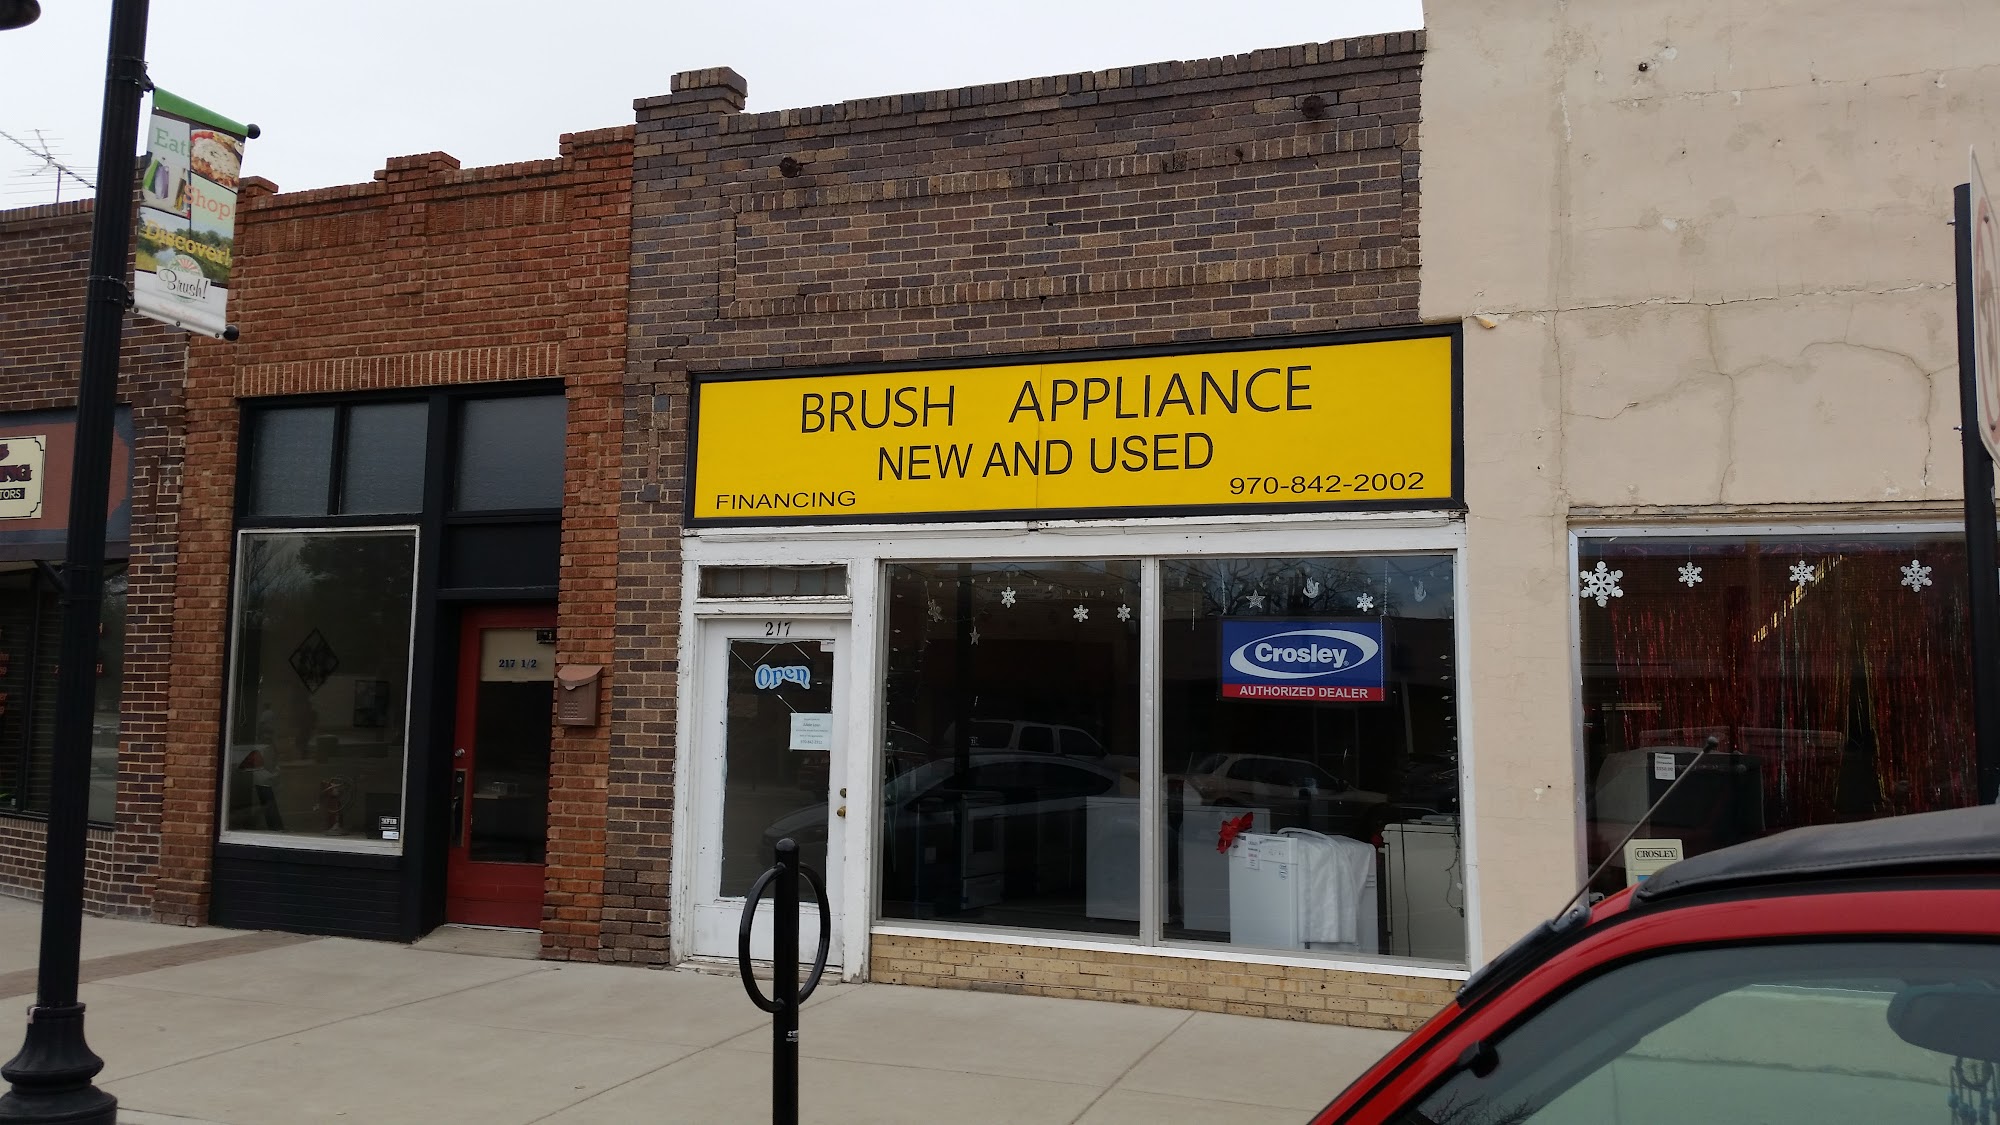 Eat!
Shop!
Discover!
Brush!
TORS
217 1/2
BRUSH APPLIANCE
NEW AND USED
FINANCING
970-842-2002
217
Open
Crosley
AUTHORIZED DEALER
CROSLEY